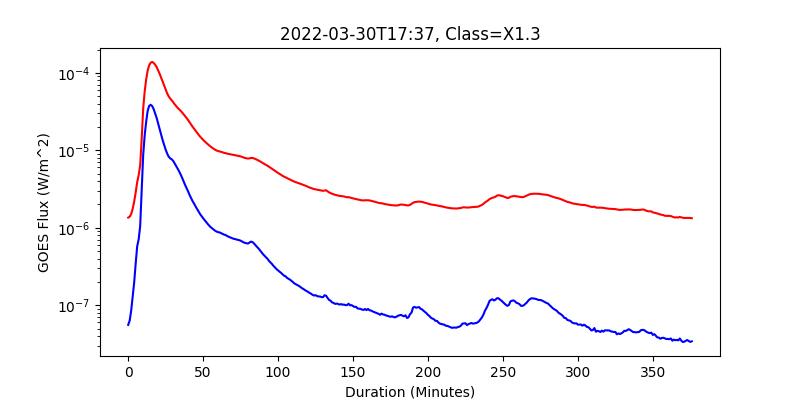 2022-03-30T17:37, Class=X1.3
GOES Flux (W/m^2)
10⁻⁴
10⁻⁵
10⁻⁶
10⁻⁷
0 50 100 150 200 250 300 350
Duration (Minutes)